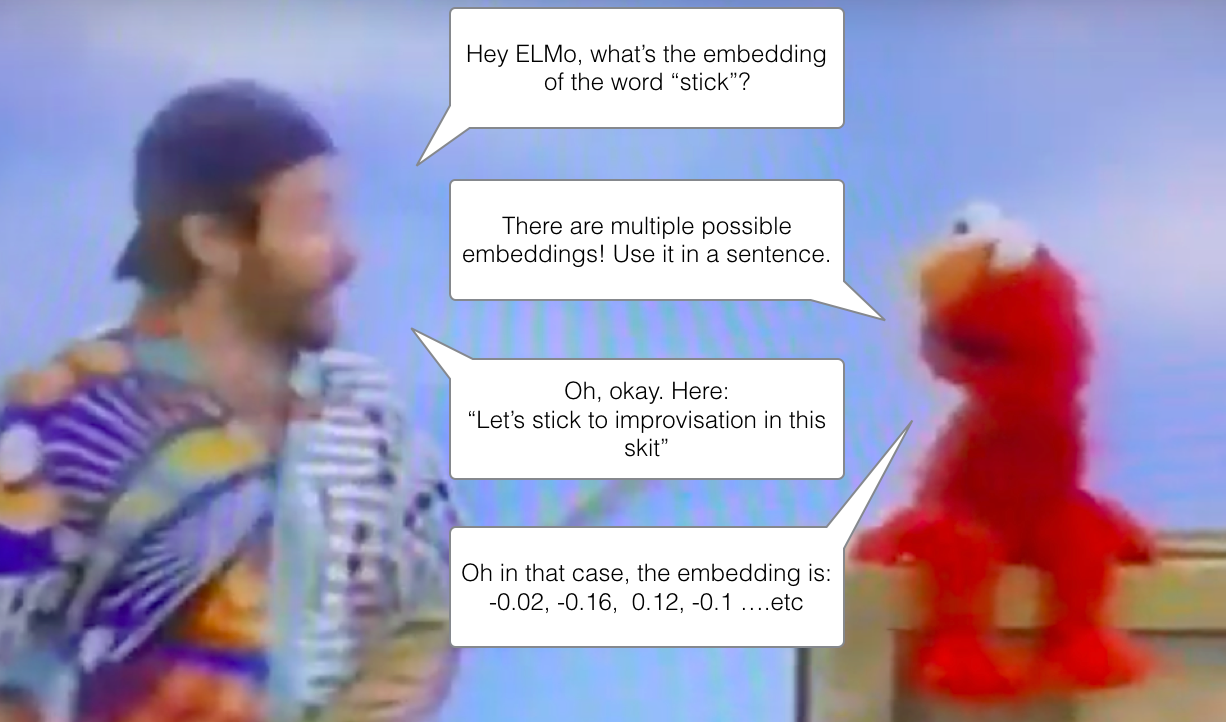 Hey ELMo, what’s the embedding
of the word “stick”?
There are multiple possible
embeddings! Use it in a sentence.
Oh, okay. Here:
“Let’s stick to improvisation in this
skit”
Oh in that case, the embedding is:
-0.02, -0.16,  0.12, -0.1 ….etc